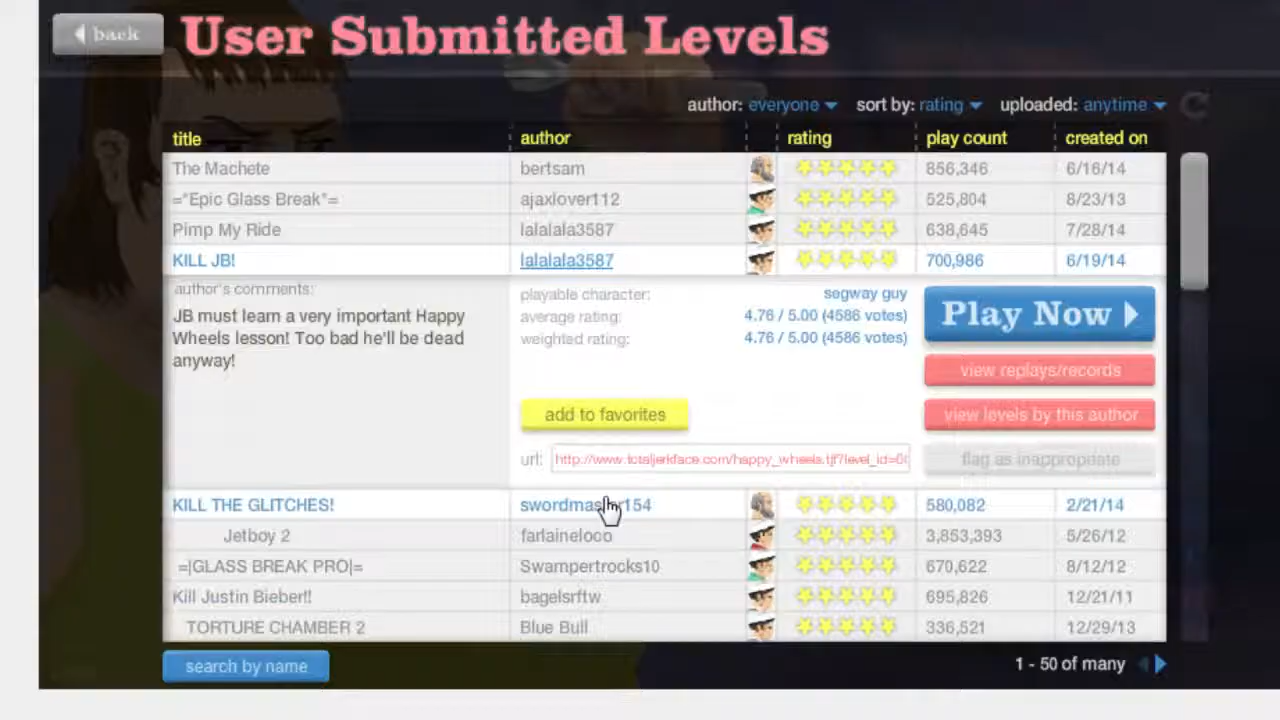 back
User Submitted Levels
author: everyone sort by: rating uploaded: anytime
title author rating play count created on
The Machete bertsam 856,346 6/16/14
="Epic Glass Break"= ajaxlover112 525,804 8/23/13
Pimp My Ride lalalala3587 638,645 7/28/14
KILL JB! lalalala3587 700,986 6/19/14
author's comments:
JB must learn a very important Happy
Wheels lesson! Too bad he'll be dead
anyway!
playable character: segway guy
average rating: 4.76 / 5.00 (4586 votes)
weighted rating: 4.76 / 5.00 (4586 votes)
add to favorites
url: http://www.totaljerkface.com/happy_wheels.tjf?level_id=6
Play Now
view replays/records
view levels by this author
flag as inappropriate
KILL THE GLITCHES! 580,082 2/21/14
Jetboy 2 farlaineloco 3,853,393 5/26/12
=|GLASS BREAK PRO|= Swampertrocks10 670,622 8/12/12
Kill Justin Bieber!! bagelsrftw 695,826 12/21/11
TORTURE CHAMBER 2 Blue Bull 336,521 12/29/13
search by name
1 - 50 of many